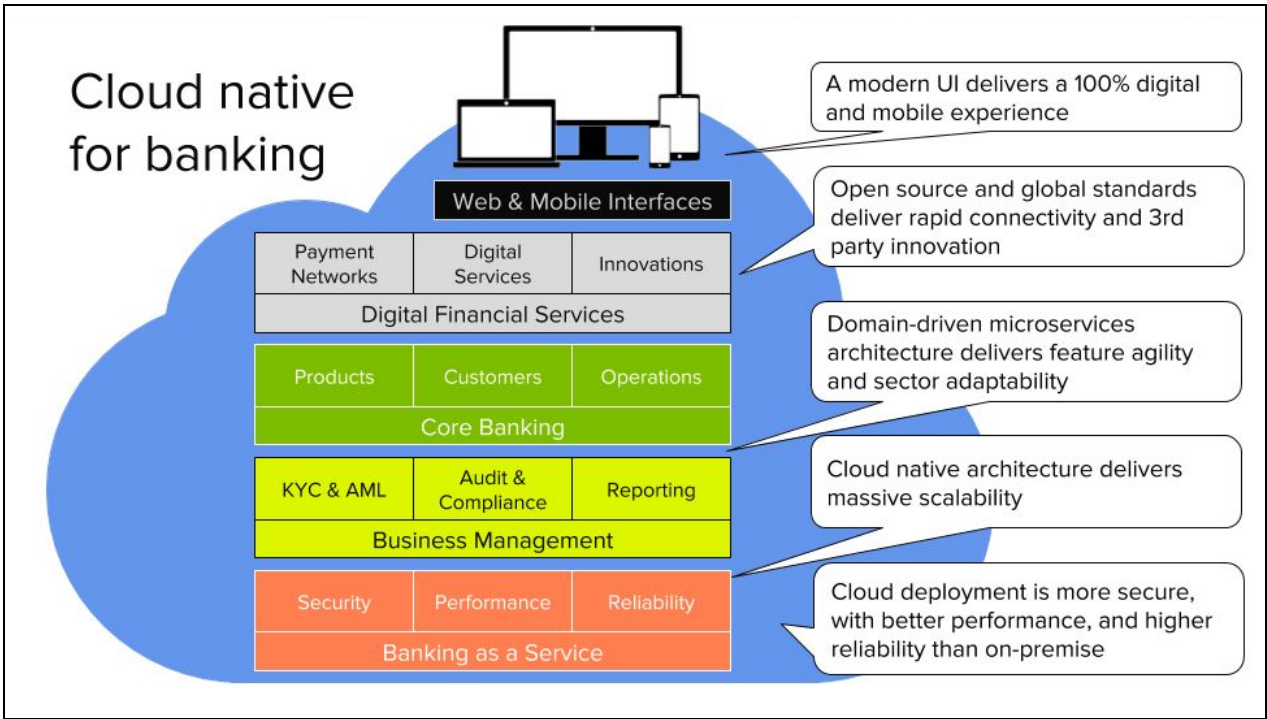 Cloud native
for banking
A modern UI delivers a 100% digital
and mobile experience
Web & Mobile Interfaces
Open source and global standards
deliver rapid connectivity and 3rd
party innovation
Payment
Networks
Digital
Services
Innovations
Digital Financial Services
Domain-driven microservices
architecture delivers feature agility
and sector adaptability
Products
Customers
Operations
Core Banking
Cloud native architecture delivers
massive scalability
KYC & AML
Audit &
Compliance
Reporting
Business Management
Cloud deployment is more secure,
with better performance, and higher
reliability than on-premise
Security
Performance
Reliability
Banking as a Service